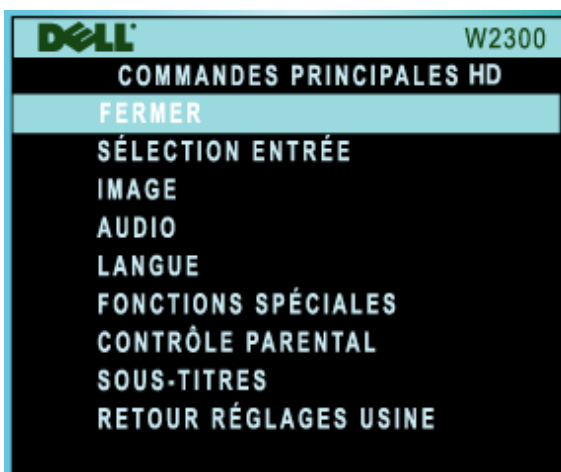 DELL W2300
COMMANDES PRINCIPALES HD
FERMER
SÉLECTION ENTRÉE
IMAGE
AUDIO
LANGUE
FONCTIONS SPÉCIALES
CONTRÔLE PARENTAL
SOUS-TITRES
RETOUR RÉGLAGES USINE